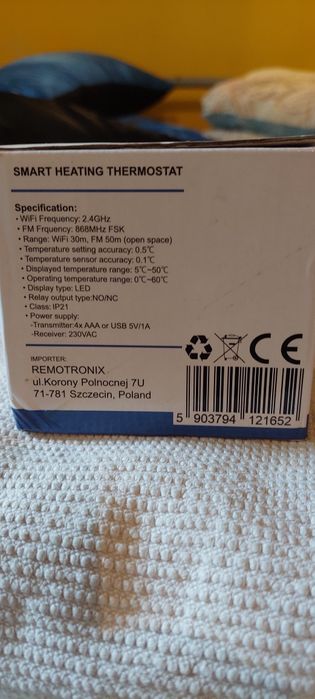 SMART HEATING THERMOSTAT
Specification:
• WiFi Frequency: 2.4GHz
• FM Frquency: 868MHz FSK
• Range: WiFi 30m, FM 50m (open space)
• Temperature setting accuracy: 0.5℃
• Temperature sensor accuracy: 0.1℃
• Displayed temperature range: 5℃~50℃
• Operating temperature range: 0℃~60℃
• Display type: LED
• Relay output type:NO/NC
• Class: IP21
• Power supply:
-Transmitter:4x AAA or USB 5V/1A
-Receiver: 230VAC
IMPORTER:
REMOTRONIX
ul.Korony Polnocnej 7U
71-781 Szczecin, Poland
CE
5 903794 121652